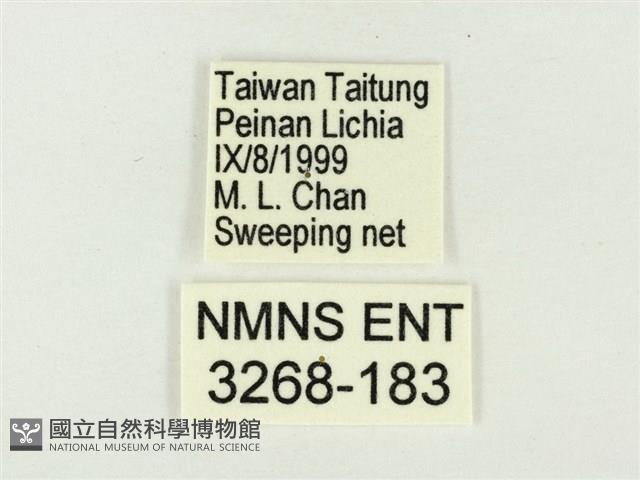 Taiwan Taitung
Peinan Lichia
IX/8/1999
M. L. Chan
Sweeping net
NMNS ENT
3268-183
國立自然科學博物館
NATIONAL MUSEUM OF NATURAL SCIENCE